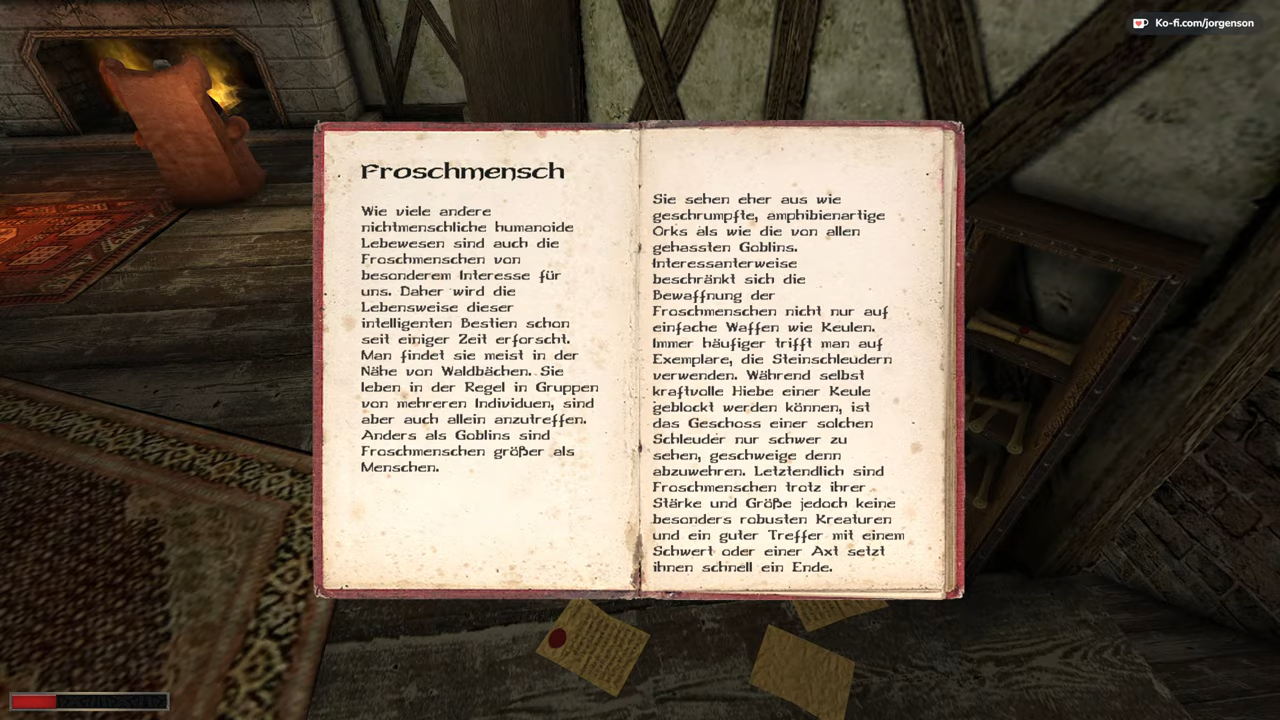 Ko-fi.com/jorgenson
Froschmensch
Wie viele andere
nichtmenschliche humanoide
Lebewesen sind auch die
Froschmenschen von
besonderem Interesse für
uns. Daher wird die
Lebensweise dieser
intelligenten Bestien schon
seit einiger Zeit erforscht.
Man findet sie meist in der
Nähe von Waldbächen. Sie
leben in der Regel in Gruppen
von mehreren Individuen, sind
aber auch allein anzutreffen.
Anders als Goblins sind
Froschmenschen größer als
Menschen.
Sie sehen eher aus wie
geschrumpfte, amphibienartige
Orks als wie die von allen
gehassten Goblins.
Interessanterweise
beschränkt sich die
Bewaffnung der
Froschmenschen nicht nur auf
einfache Waffen wie Keulen.
Immer häufiger trifft man auf
Exemplare, die Steinschleudern
verwenden. Während selbst
kraftvolle Hiebe einer Keule
geblockt werden können, ist
das Geschoss einer solchen
Schleuder nur schwer zu
sehen, geschweige denn
abzuwehren. Letztendlich sind
Froschmenschen trotz ihrer
Stärke und Größe jedoch keine
besonders robusten Kreaturen
und ein guter Treffer mit einem
Schwert oder einer Axt setzt
ihnen schnell ein Ende.